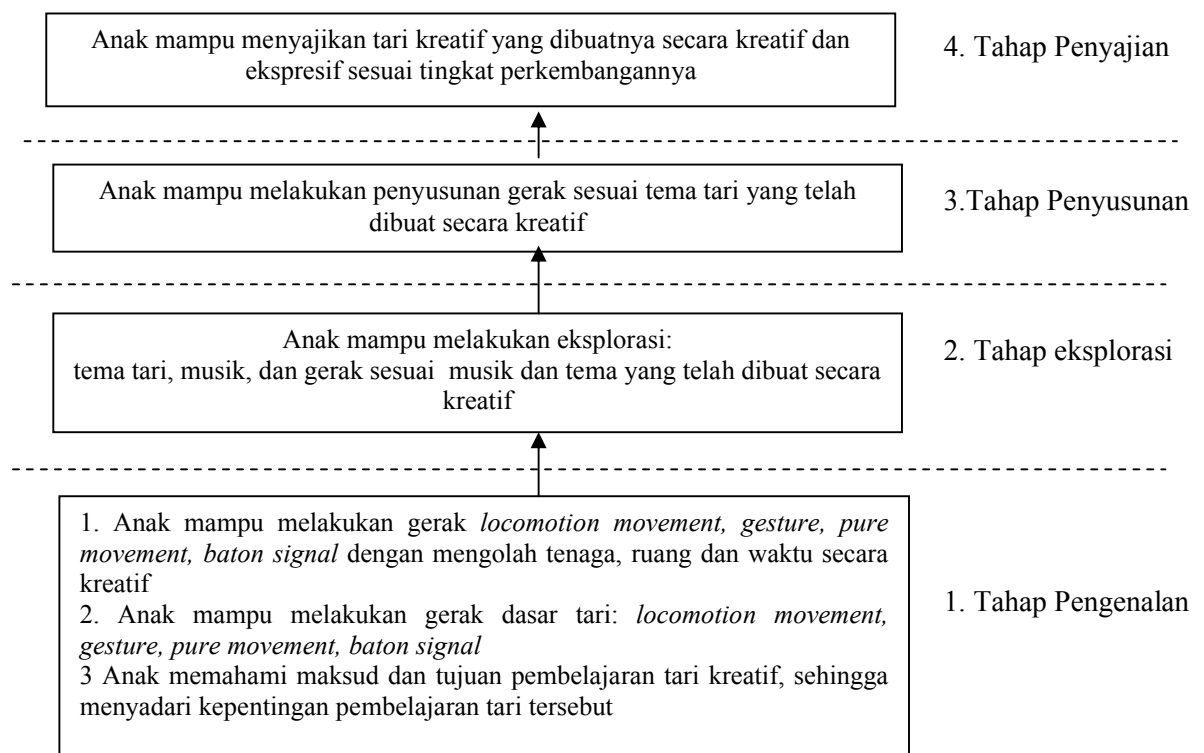 Anak mampu menyajikan tari kreatif yang dibuatnya secara kreatif dan
ekspresif sesuai tingkat perkembangannya
4. Tahap Penyajian
Anak mampu melakukan penyusunan gerak sesuai tema tari yang telah
dibuat secara kreatif
3.Tahap Penyusunan
Anak mampu melakukan eksplorasi:
tema tari, musik, dan gerak sesuai musik dan tema yang telah dibuat secara
kreatif
2. Tahap eksplorasi
1. Anak mampu melakukan gerak locomotion movement, gesture, pure
movement, baton signal dengan mengolah tenaga, ruang dan waktu secara
kreatif
2. Anak mampu melakukan gerak dasar tari: locomotion movement,
gesture, pure movement, baton signal
3 Anak memahami maksud dan tujuan pembelajaran tari kreatif, sehingga
menyadari kepentingan pembelajaran tari tersebut
1. Tahap Pengenalan